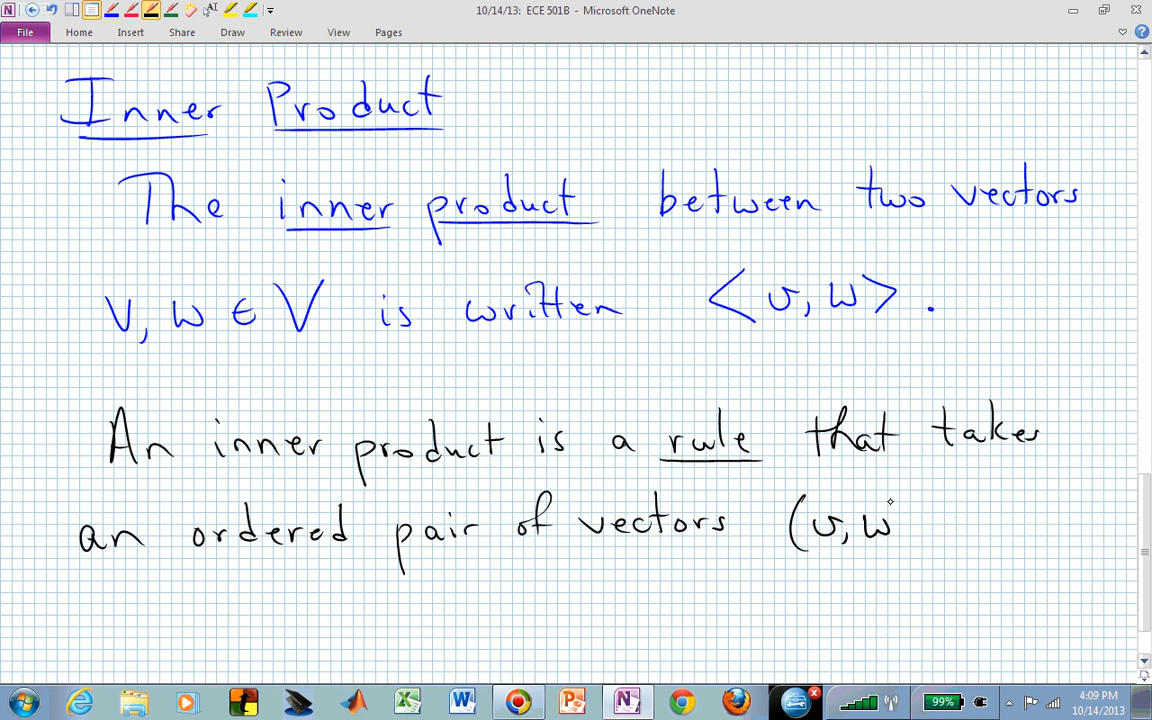 10/14/13: ECE 501B - Microsoft OneNote
File Home Insert Share Draw Review View Pages
Inner Product
The inner product between two vectors
v, w ∈ V is written <v, w>.
An inner product is a rule that takes
an ordered pair of vectors (v, w
99%
4:09 PM
10/14/2013